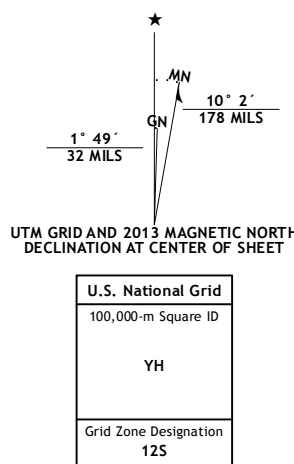 ★
MN
GN
10° 2´
178 MILS
1° 49´
32 MILS
UTM GRID AND 2013 MAGNETIC NORTH
DECLINATION AT CENTER OF SHEET
U.S. National Grid
100,000-m Square ID
YH
Grid Zone Designation
12S